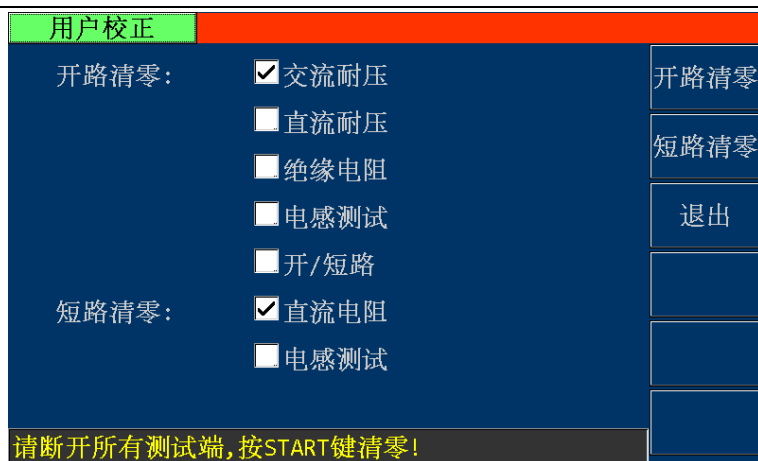 用户校正
开路清零: 交流耐压
直流耐压
绝缘电阻
电感测试
开/短路
短路清零: 直流电阻
电感测试
请断开所有测试端,按START键清零!
开路清零
短路清零
退出